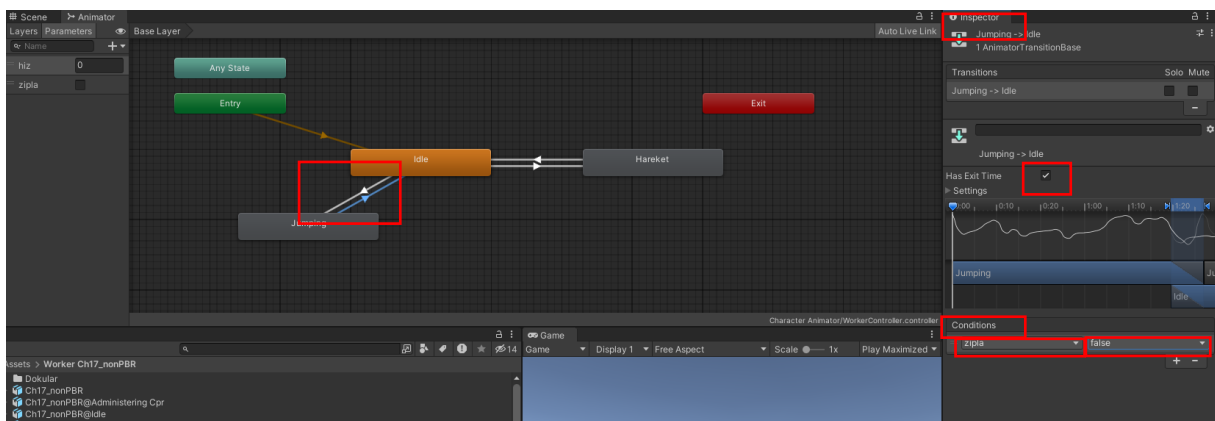 Scene Animator
Layers Parameters Base Layer Auto Live Link
Name
hiz 0
zipla
Any State
Entry
Exit
Idle
Hareket
Jumping
Character Animator/WorkerController.controller
14
Assets > Worker Ch17_nonPBR
Dokular
Ch17_nonPBR
Ch17_nonPBR@Administering Cpr
Ch17_nonPBR@Idle
Game
Game Display 1 Free Aspect Scale 1x Play Maximized
Inspector
Jumping -> Idle
1 AnimatorTransitionBase
Transitions Solo Mute
Jumping -> Idle
Jumping -> Idle
Has Exit Time
Settings
0:00 0:10 0:20 1:00 1:10 1:20
Jumping Ju
Idle
Conditions
zipla false